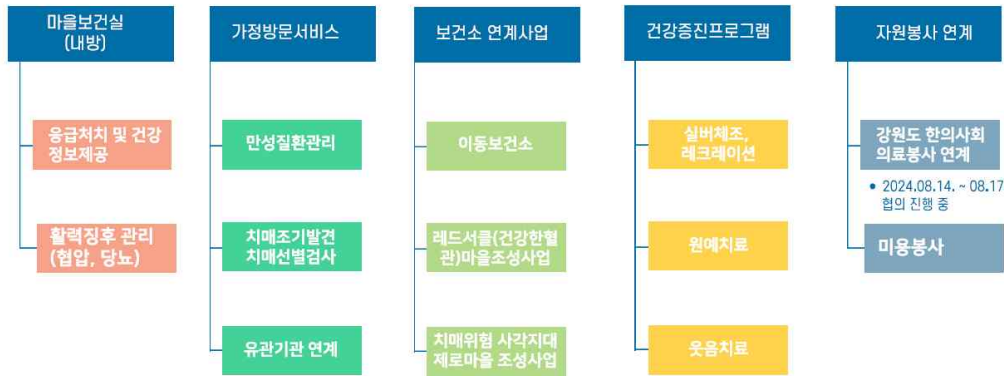 마을보건실
(내방)
응급처치 및 건강
정보제공
활력징후 관리
(협압, 당뇨)
가정방문서비스
만성질환관리
치매조기발견
치매선별검사
유관기관 연계
보건소 연계사업
이동보건소
레드서클(건강한혈
관)마을조성사업
치매위험 사각지대
제로마을 조성사업
건강증진프로그램
실버체조,
레크레이션
원예치료
웃음치료
자원봉사 연계
강원도 한의사회
의료봉사 연계
• 2024.08.14. ~ 08.17
협의 진행 중
미용봉사